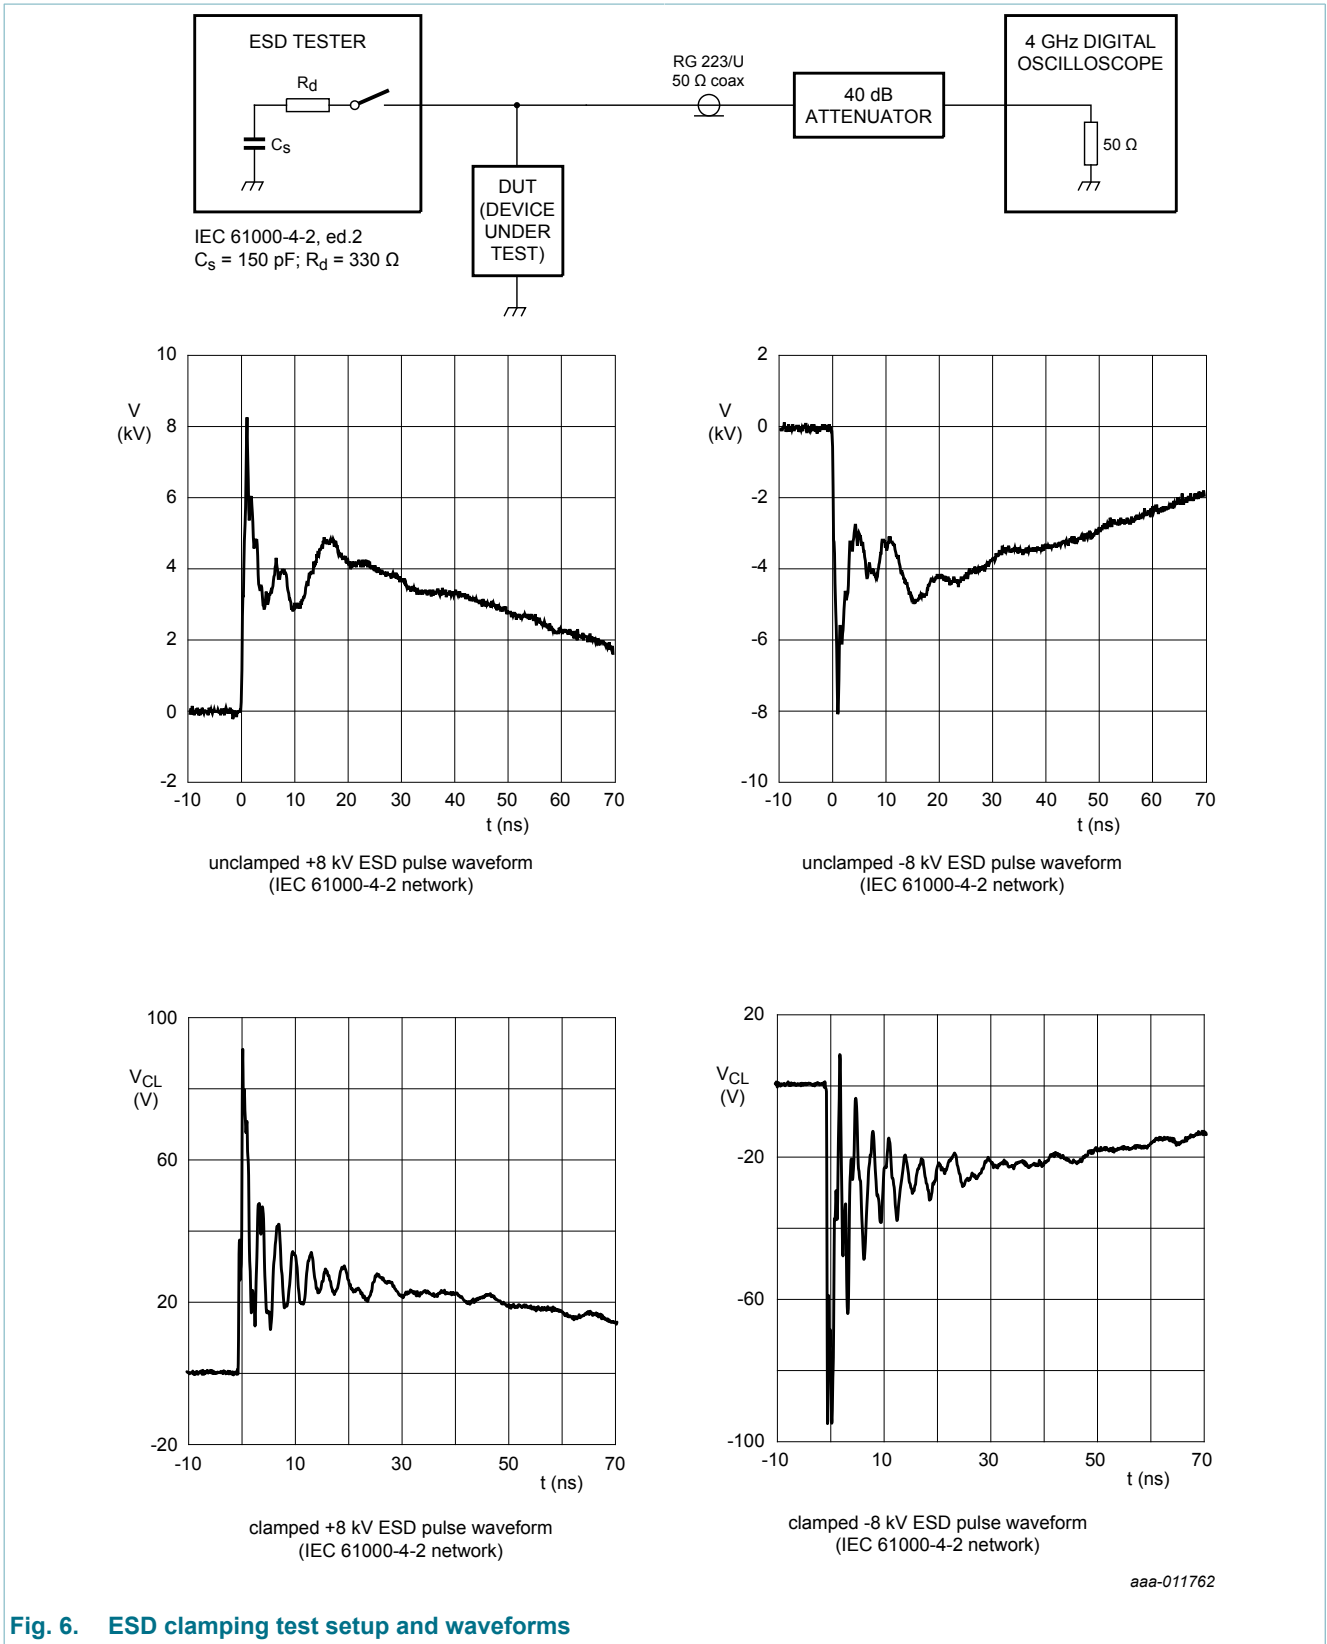 ESD TESTER
Rd
Cs
IEC 61000-4-2, ed.2
Cs = 150 pF; Rd = 330 Ω
DUT
(DEVICE
UNDER
TEST)
RG 223/U
50 Ω coax
40 dB
ATTENUATOR
4 GHz DIGITAL
OSCILLOSCOPE
50 Ω
V
(kV)
10
8
6
4
2
0
-2
-10 0 10 20 30 40 50 60 70
t (ns)
unclamped +8 kV ESD pulse waveform
(IEC 61000-4-2 network)
V
(kV)
2
0
-2
-4
-6
-8
-10
-10 0 10 20 30 40 50 60 70
t (ns)
unclamped -8 kV ESD pulse waveform
(IEC 61000-4-2 network)
VCL
(V)
100
60
20
-20
-10 10 30 50 70
t (ns)
clamped +8 kV ESD pulse waveform
(IEC 61000-4-2 network)
VCL
(V)
20
-20
-60
-100
-10 10 30 50 70
t (ns)
clamped -8 kV ESD pulse waveform
(IEC 61000-4-2 network)
aaa-011762
Fig. 6. ESD clamping test setup and waveforms